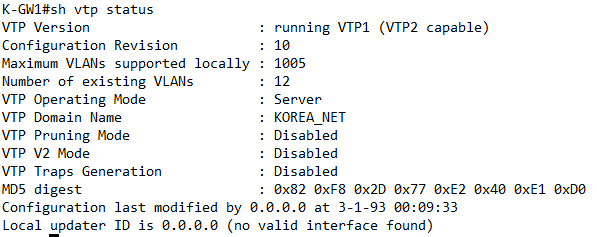 K-GW1#sh vtp status
VTP Version                     : running VTP1 (VTP2 capable)
Configuration Revision          : 10
Maximum VLANs supported locally : 1005
Number of existing VLANs        : 12
VTP Operating Mode              : Server
VTP Domain Name                 : KOREA_NET
VTP Pruning Mode                : Disabled
VTP V2 Mode                     : Disabled
VTP Traps Generation            : Disabled
MD5 digest                      : 0x82 0xF8 0x2D 0x77 0xE2 0x40 0xE1 0xD0
Configuration last modified by 0.0.0.0 at 3-1-93 00:09:33
Local updater ID is 0.0.0.0 (no valid interface found)